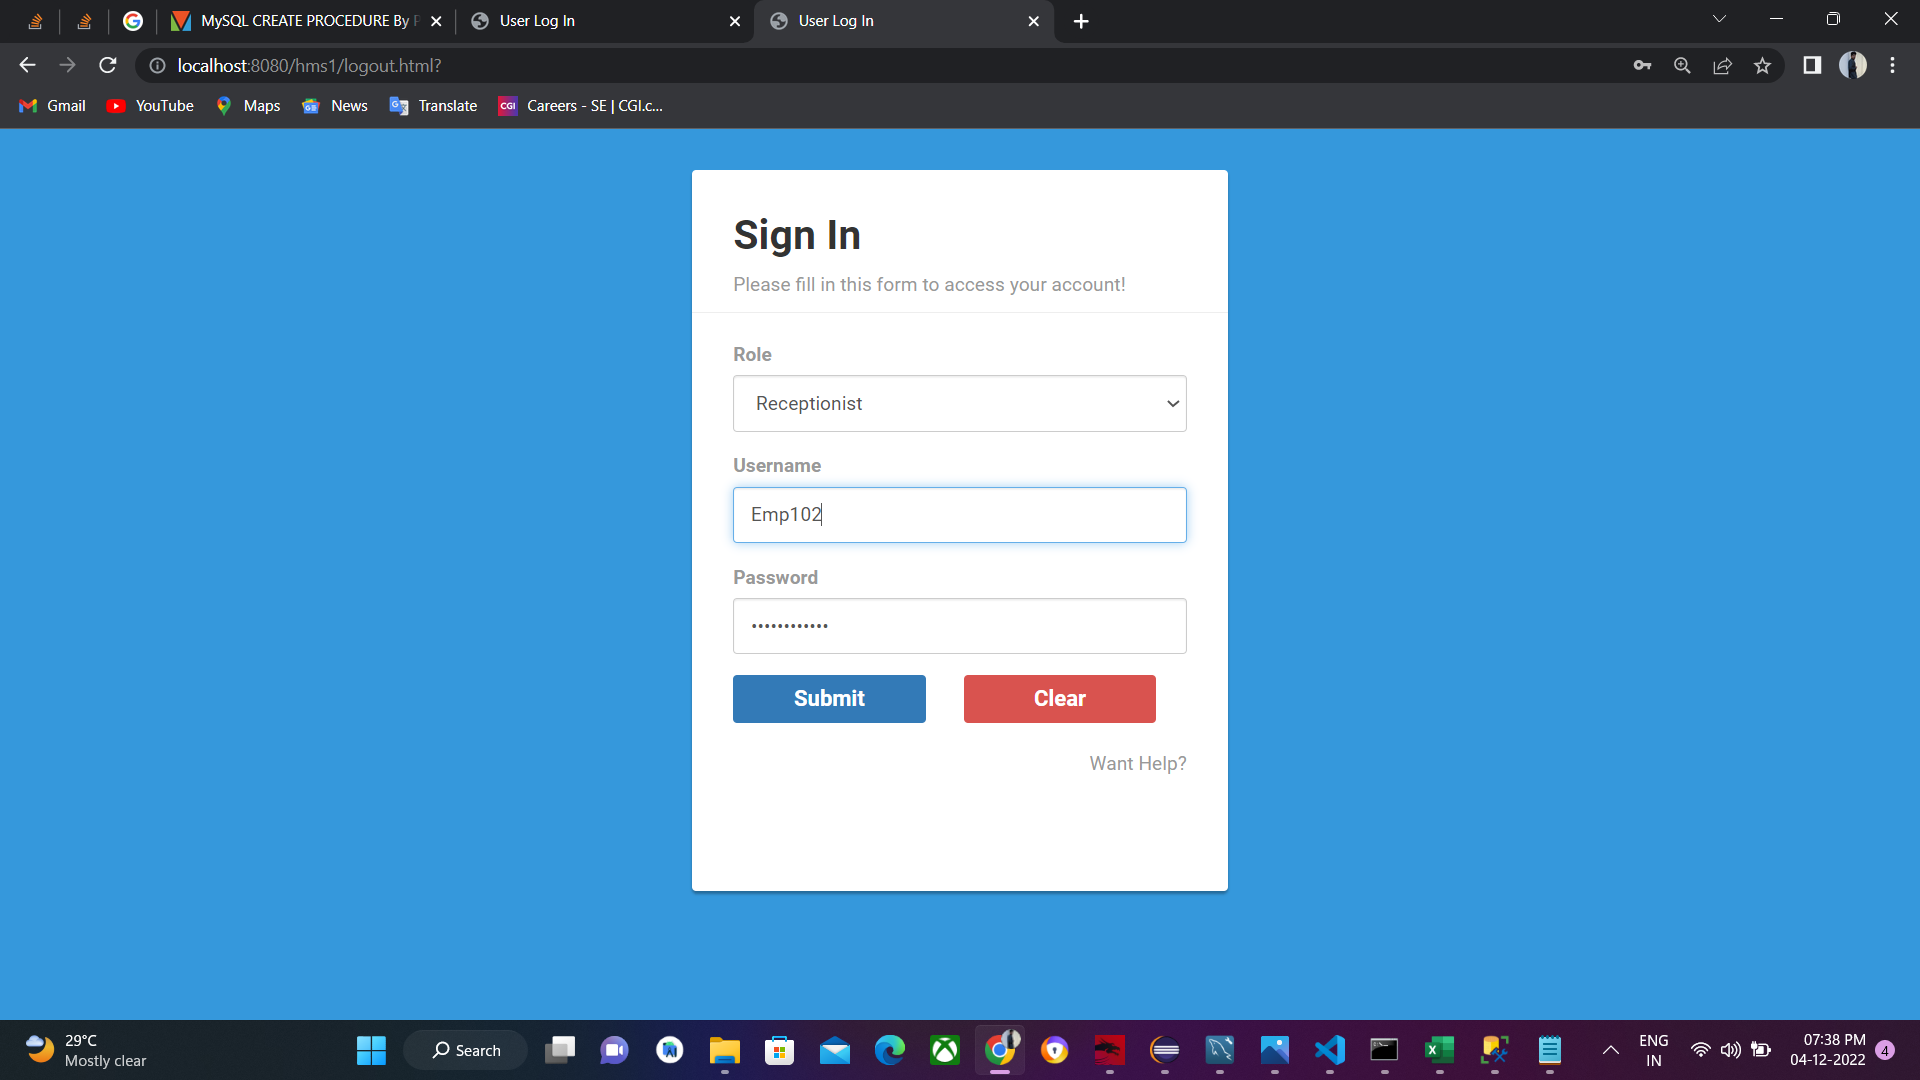 MySQL CREATE PROCEDURE By
User Log In
User Log In
localhost:8080/hms1/logout.html?
Gmail
YouTube
Maps
News
Translate
CGI
Careers - SE | CGI.c...
Sign In
Please fill in this form to access your account!
Role
Receptionist
Username
Emp102
Password
••••••••••••
Submit
Clear
Want Help?
29°C
Mostly clear
Search
ENG
IN
07:38 PM
04-12-2022
4